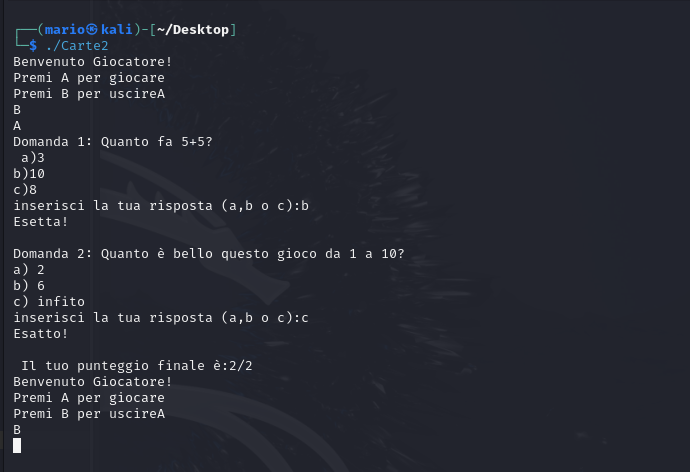 ┌──(mario㉿kali)-[~/Desktop]
└─$ ./Carte2
Benvenuto Giocatore!
Premi A per giocare
Premi B per uscireA
B
A
Domanda 1: Quanto fa 5+5?
 a)3
b)10
c)8
inserisci la tua risposta (a,b o c):b
Esetta!

Domanda 2: Quanto è bello questo gioco da 1 a 10?
a) 2
b) 6
c) infito
inserisci la tua risposta (a,b o c):c
Esatto!

 Il tuo punteggio finale è:2/2
Benvenuto Giocatore!
Premi A per giocare
Premi B per uscireA
B